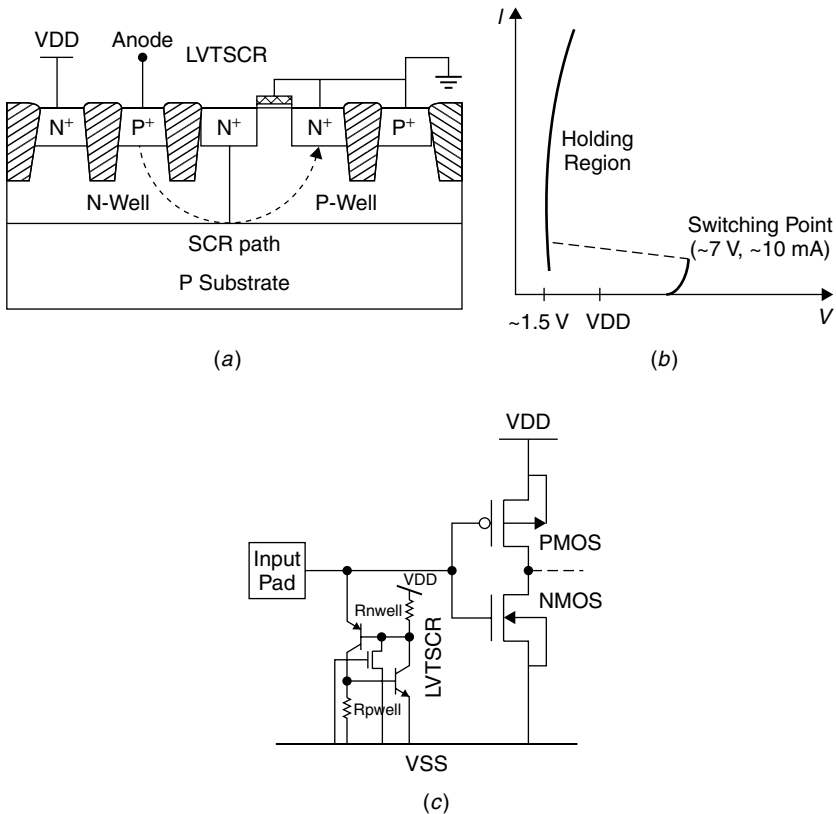 VDD
Anode
LVTSCR
N+
P+
N+
N+
P+
N-Well
P-Well
SCR path
P Substrate
(a)
I
Holding
Region
Switching Point
(~7 V, ~10 mA)
~1.5 V
VDD
V
(b)
VDD
Input
Pad
PMOS
VDD
Rnwell
NMOS
LVTSCR
Rpwell
VSS
(c)